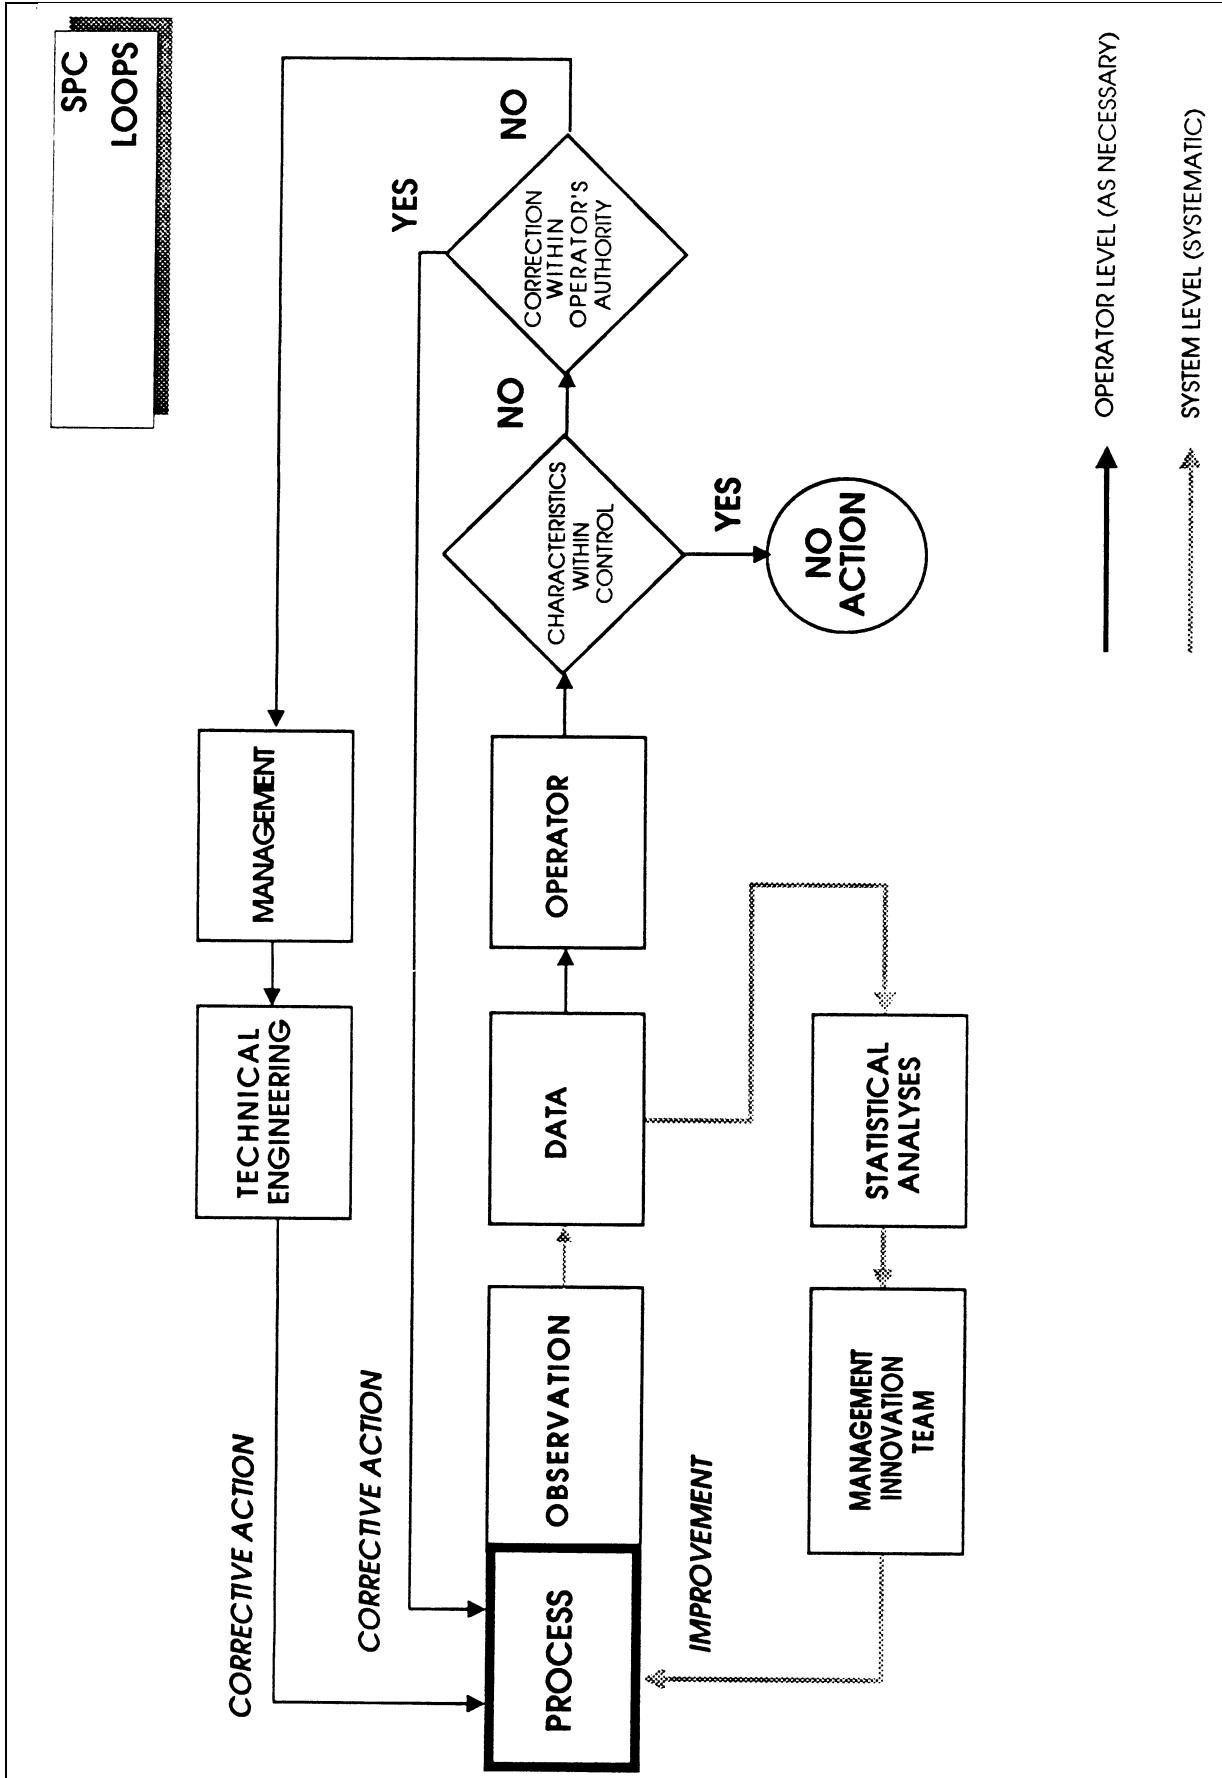 SPC
LOOPS
CORRECTIVE ACTION
TECHNICAL
ENGINEERING
MANAGEMENT
CORRECTIVE ACTION
YES
NO
PROCESS
OBSERVATION
DATA
OPERATOR
CHARACTERISTICS
WITHIN
CONTROL
NO
CORRECTION
WITHIN
OPERATOR'S
AUTHORITY
YES
NO
ACTION
IMPROVEMENT
MANAGEMENT
INNOVATION
TEAM
STATISTICAL
ANALYSES
OPERATOR LEVEL (AS NECESSARY)
SYSTEM LEVEL (SYSTEMATIC)